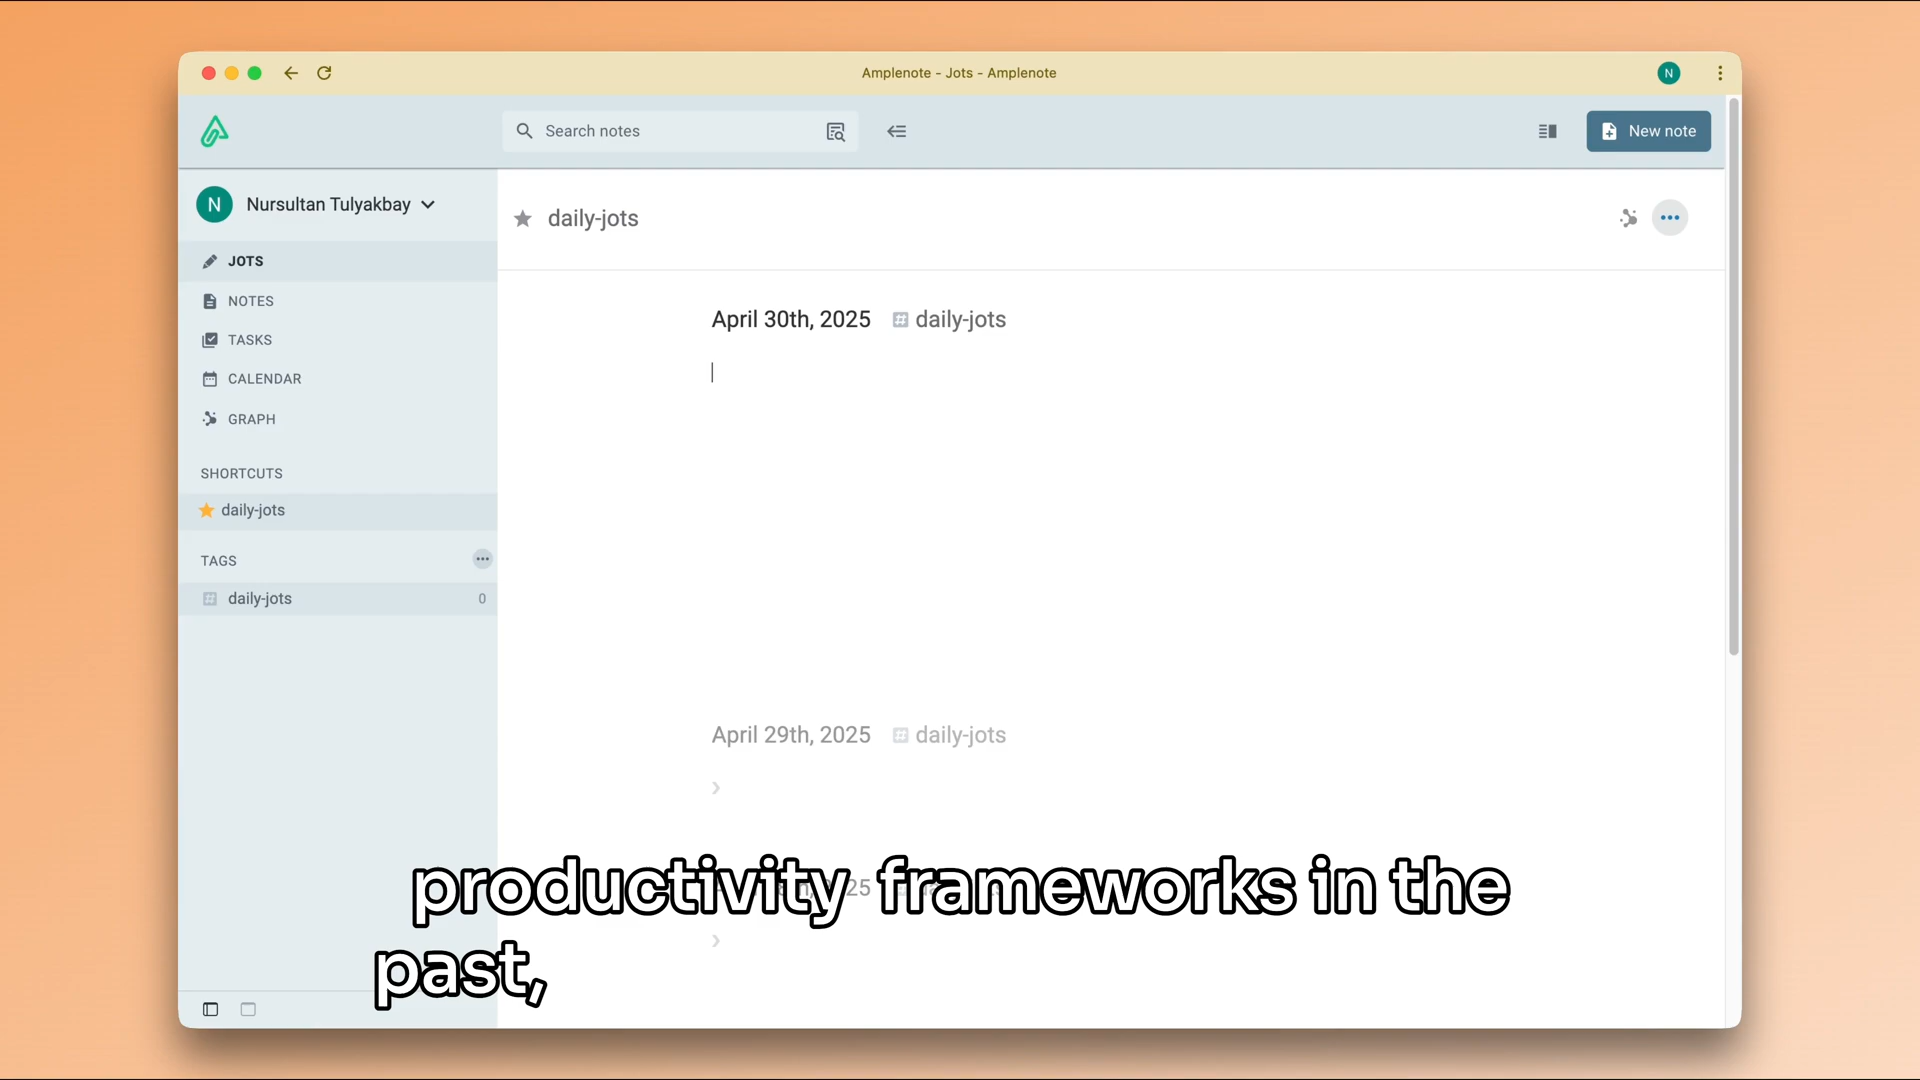 Amplenote - Jots - Amplenote
N
Search notes
New note
N
Nursultan Tulyakbay
daily-jots
JOTS
NOTES
TASKS
CALENDAR
GRAPH
SHORTCUTS
daily-jots
TAGS
daily-jots
0
April 30th, 2025 daily-jots
April 29th, 2025 daily-jots
productivity frameworks in the
past,